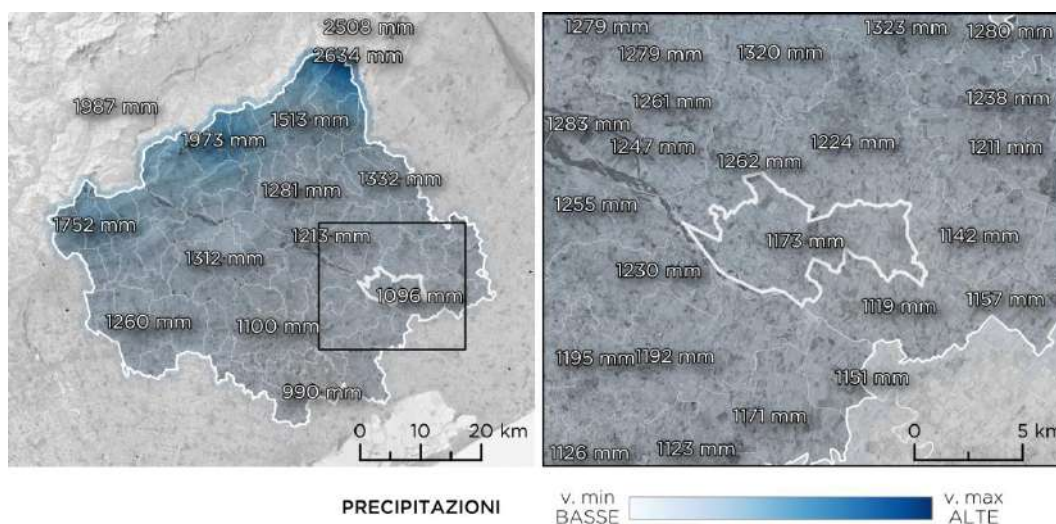 2508 mm
2634 mm
1987 mm
1513 mm
1973 mm
1332 mm
1281 mm
1752 mm
1213 mm
1312 mm
1096 mm
1260 mm
1100 mm
990 mm
0 10 20 km
1279 mm
1323 mm
1280 mm
1279 mm
1320 mm
1261 mm
1238 mm
1283 mm
1247 mm
1224 mm
1211 mm
1262 mm
1255 mm
1173 mm
1142 mm
1230 mm
1119 mm
1157 mm
1195 mm
1192 mm
1151 mm
1171 mm
1126 mm
1123 mm
0 5 km
PRECIPITAZIONI
v. min
BASSE
v. max
ALTE